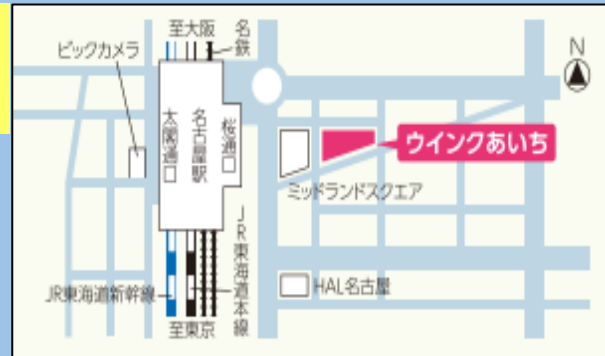 至大阪
名鉄
N
ビックカメラ
太閤通口
名古屋駅
桜通口
ウインクあいち
ミッドランドスクエア
JR東海道本線
HAL名古屋
JR東海道新幹線
至東京